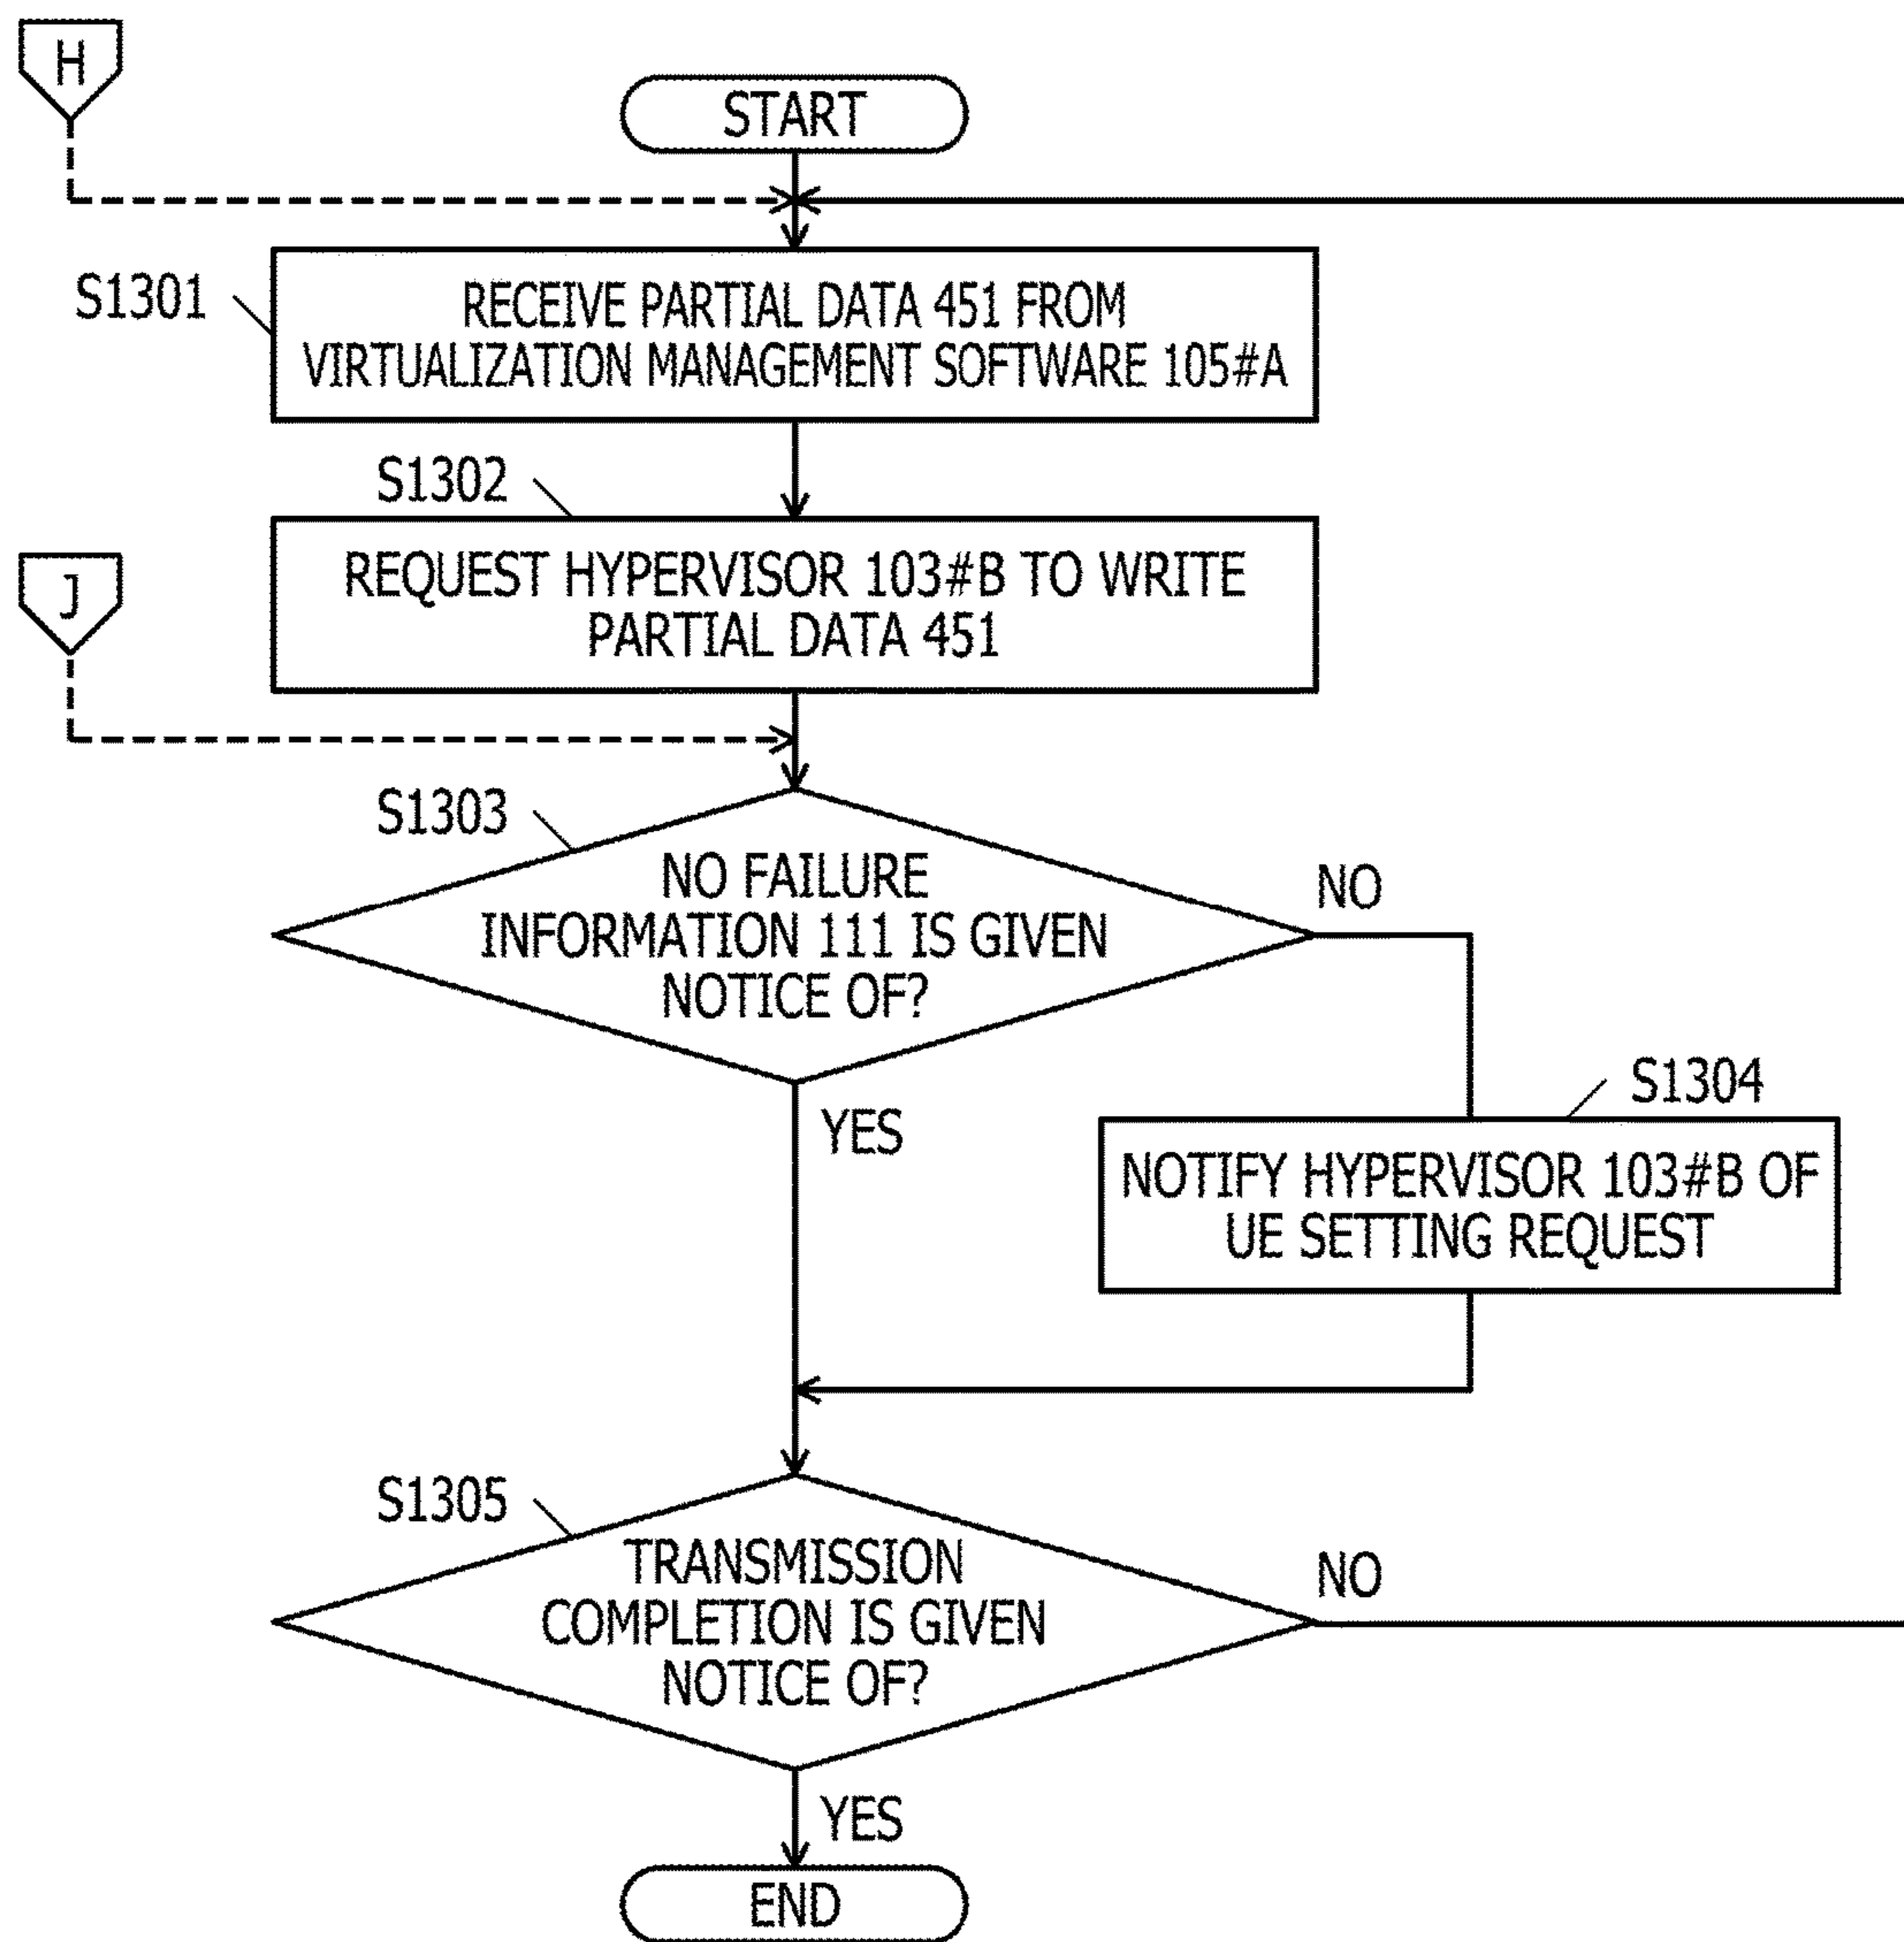 H
START
S1301
RECEIVE PARTIAL DATA 451 FROM
VIRTUALIZATION MANAGEMENT SOFTWARE 105#A
S1302
REQUEST HYPERVISOR 103#B TO WRITE
PARTIAL DATA 451
J
S1303
NO FAILURE
INFORMATION 111 IS GIVEN
NOTICE OF?
NO
YES
S1304
NOTIFY HYPERVISOR 103#B OF
UE SETTING REQUEST
S1305
TRANSMISSION
COMPLETION IS GIVEN
NOTICE OF?
NO
YES
END